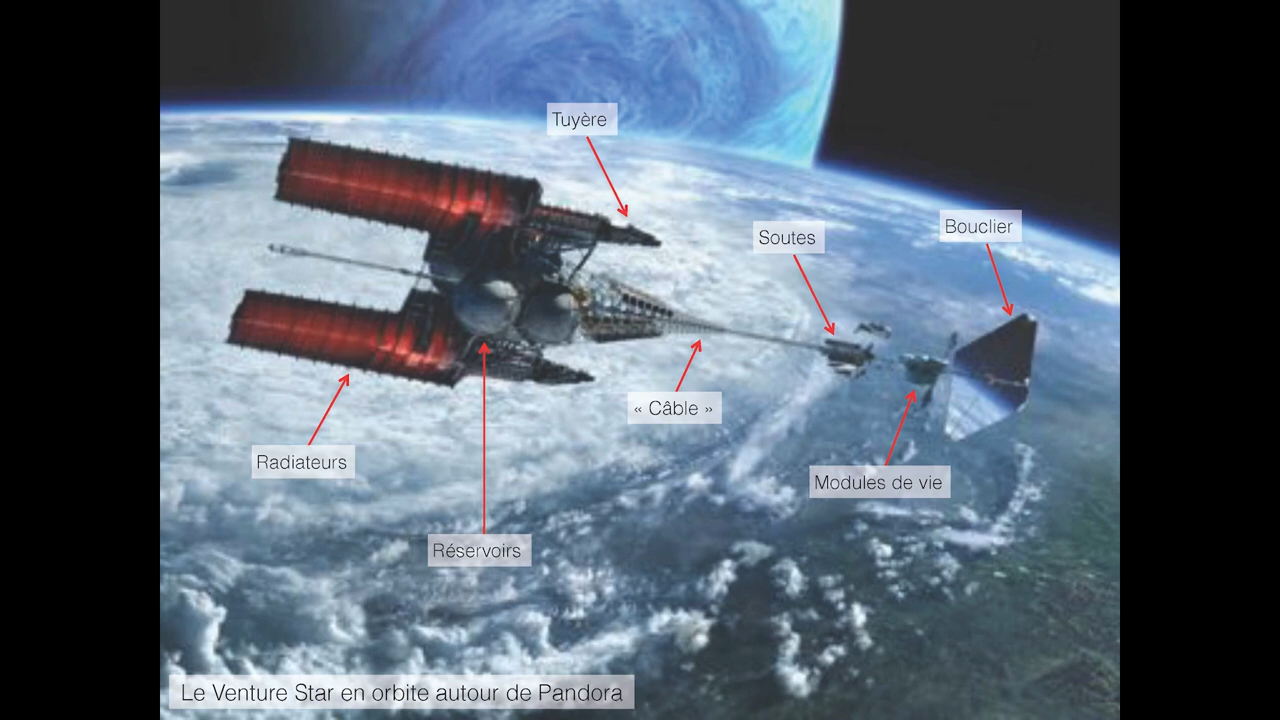 Tuyère
Soutes
Bouclier
« Câble »
Radiateurs
Modules de vie
Réservoirs
Le Venture Star en orbite autour de Pandora